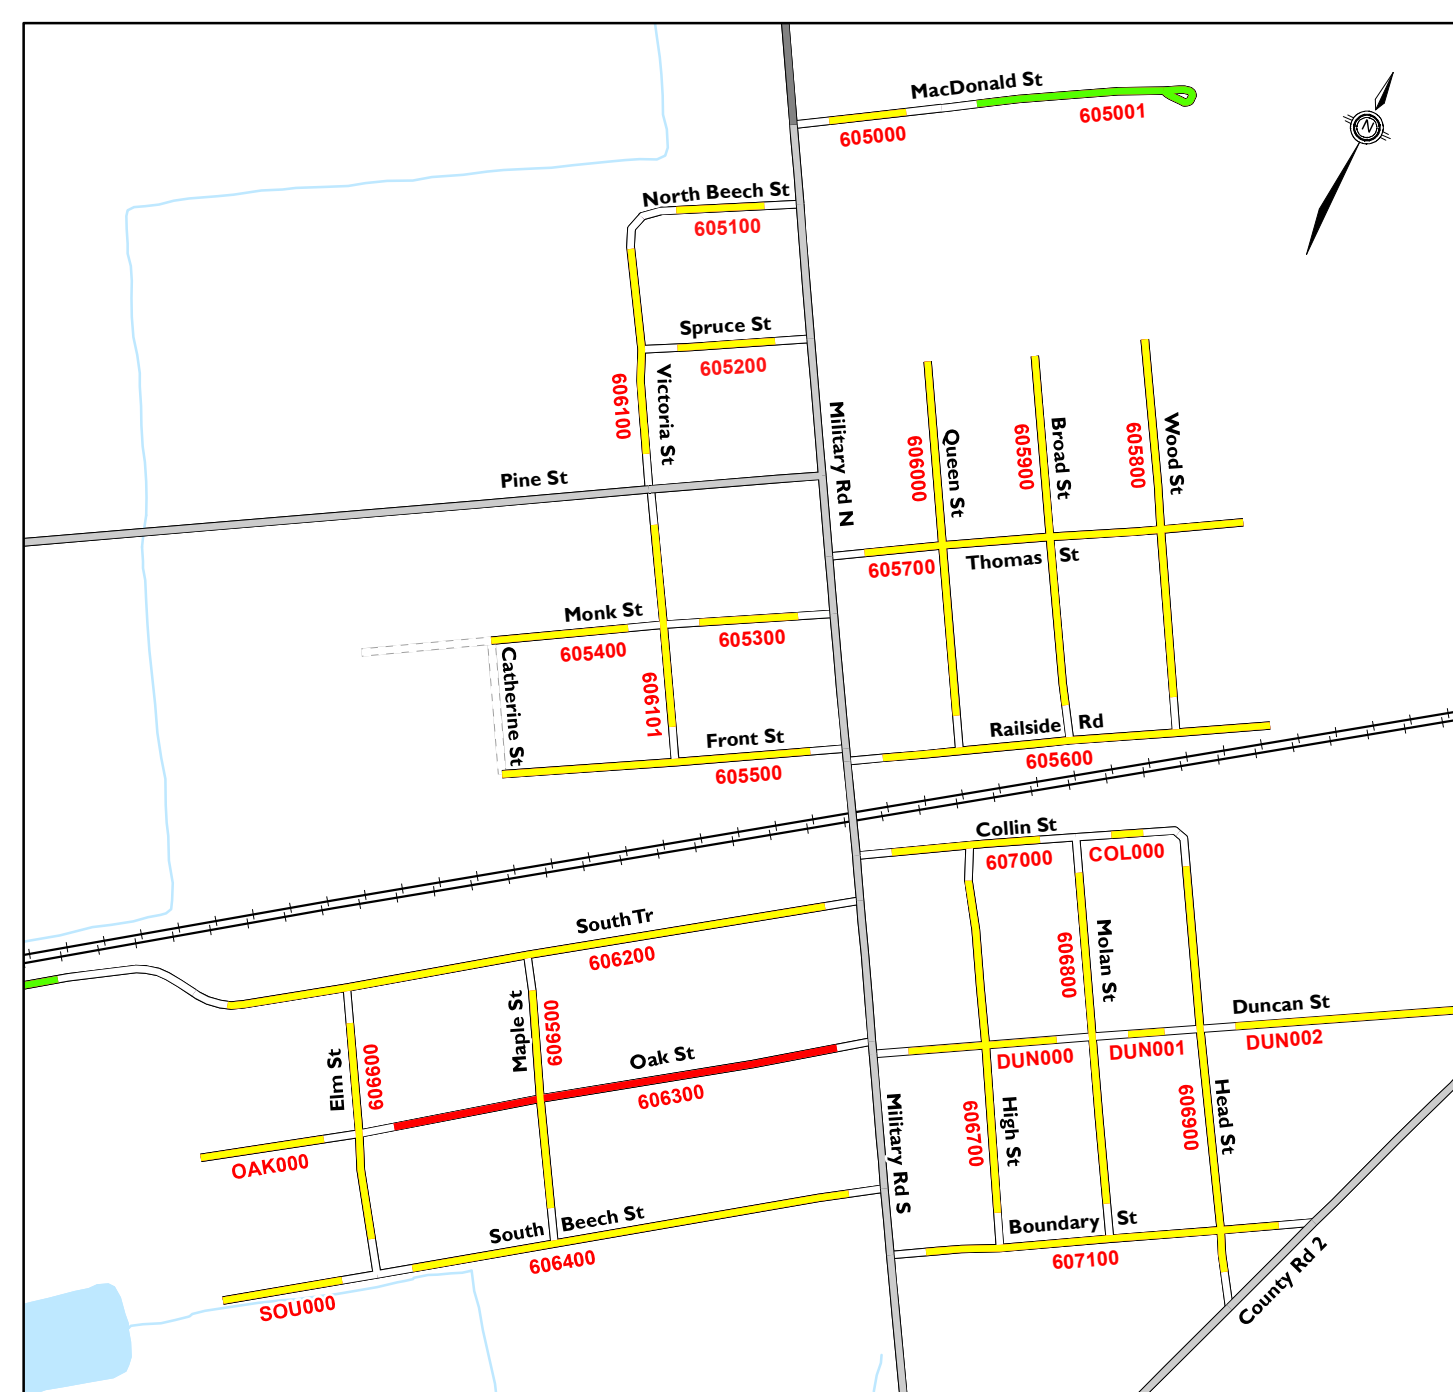 MacDonald St
605001
605000
N
North Beech St
605100
Spruce St
605200
606100
Victoria St
Military Rd N
606000
Queen St
605900
Broad St
605800
Wood St
Pine St
605700
Thomas St
Monk St
605400
605300
Catherine St
606101
Front St
605500
Railside Rd
605600
Collin St
607000
COL000
South Tr
606200
606800
Molan St
Maple St
606500
Elm St
606600
Oak St
606300
Duncan St
DUN000
DUN001
DUN002
OAK000
Military Rd S
606700
High St
606900
Head St
South Beech St
606400
Boundary St
607100
SOU000
County Rd 2